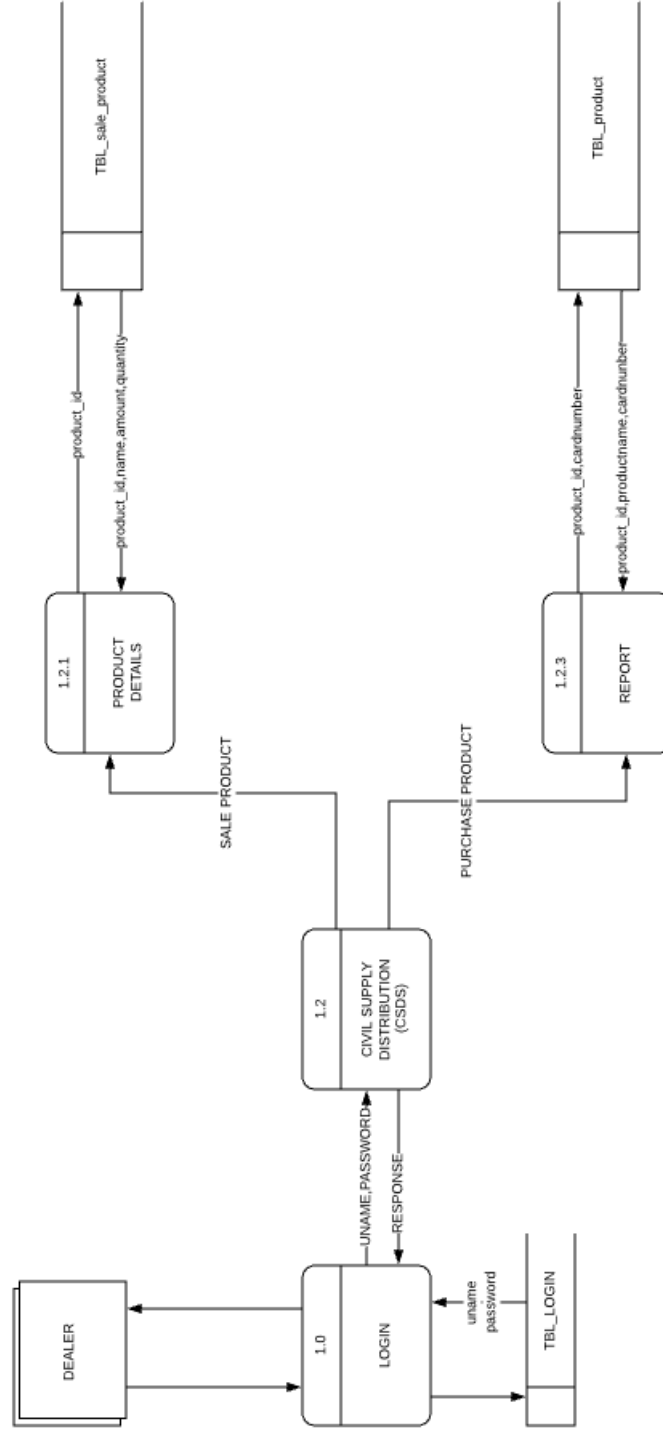 DEALER
1.0
LOGIN
uname
password
TBL_LOGIN
UNAME,PASSWORD
RESPONSE
1.2
CIVIL SUPPLY
DISTRIBUTION
(CSDS)
SALE PRODUCT
PURCHASE PRODUCT
1.2.1
PRODUCT
DETAILS
1.2.3
REPORT
product_id
product_id,name,amount,quantity
product_id,cardnumber
product_id,productname,cardnunber
TBL_sale_product
TBL_product